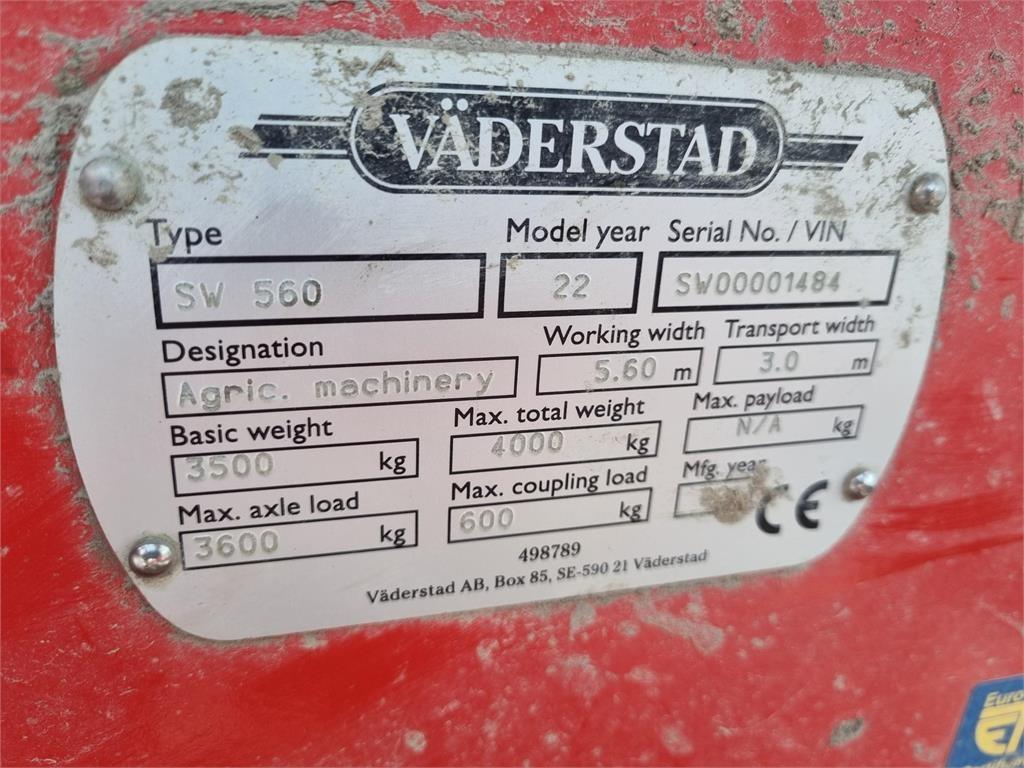 VÄDERSTAD
Type Model year Serial No. / VIN
SW 560 22 SW00001484
Designation Working width Transport width
Agric. machinery 5.60 m 3.0 m
Basic weight Max. total weight Max. payload
3500 kg 4000 kg N/A kg
Max. axle load Max. coupling load Mfg. year
3600 kg 600 kg CE
498789
Väderstad AB, Box 85, SE-590 21 Väderstad
Euro